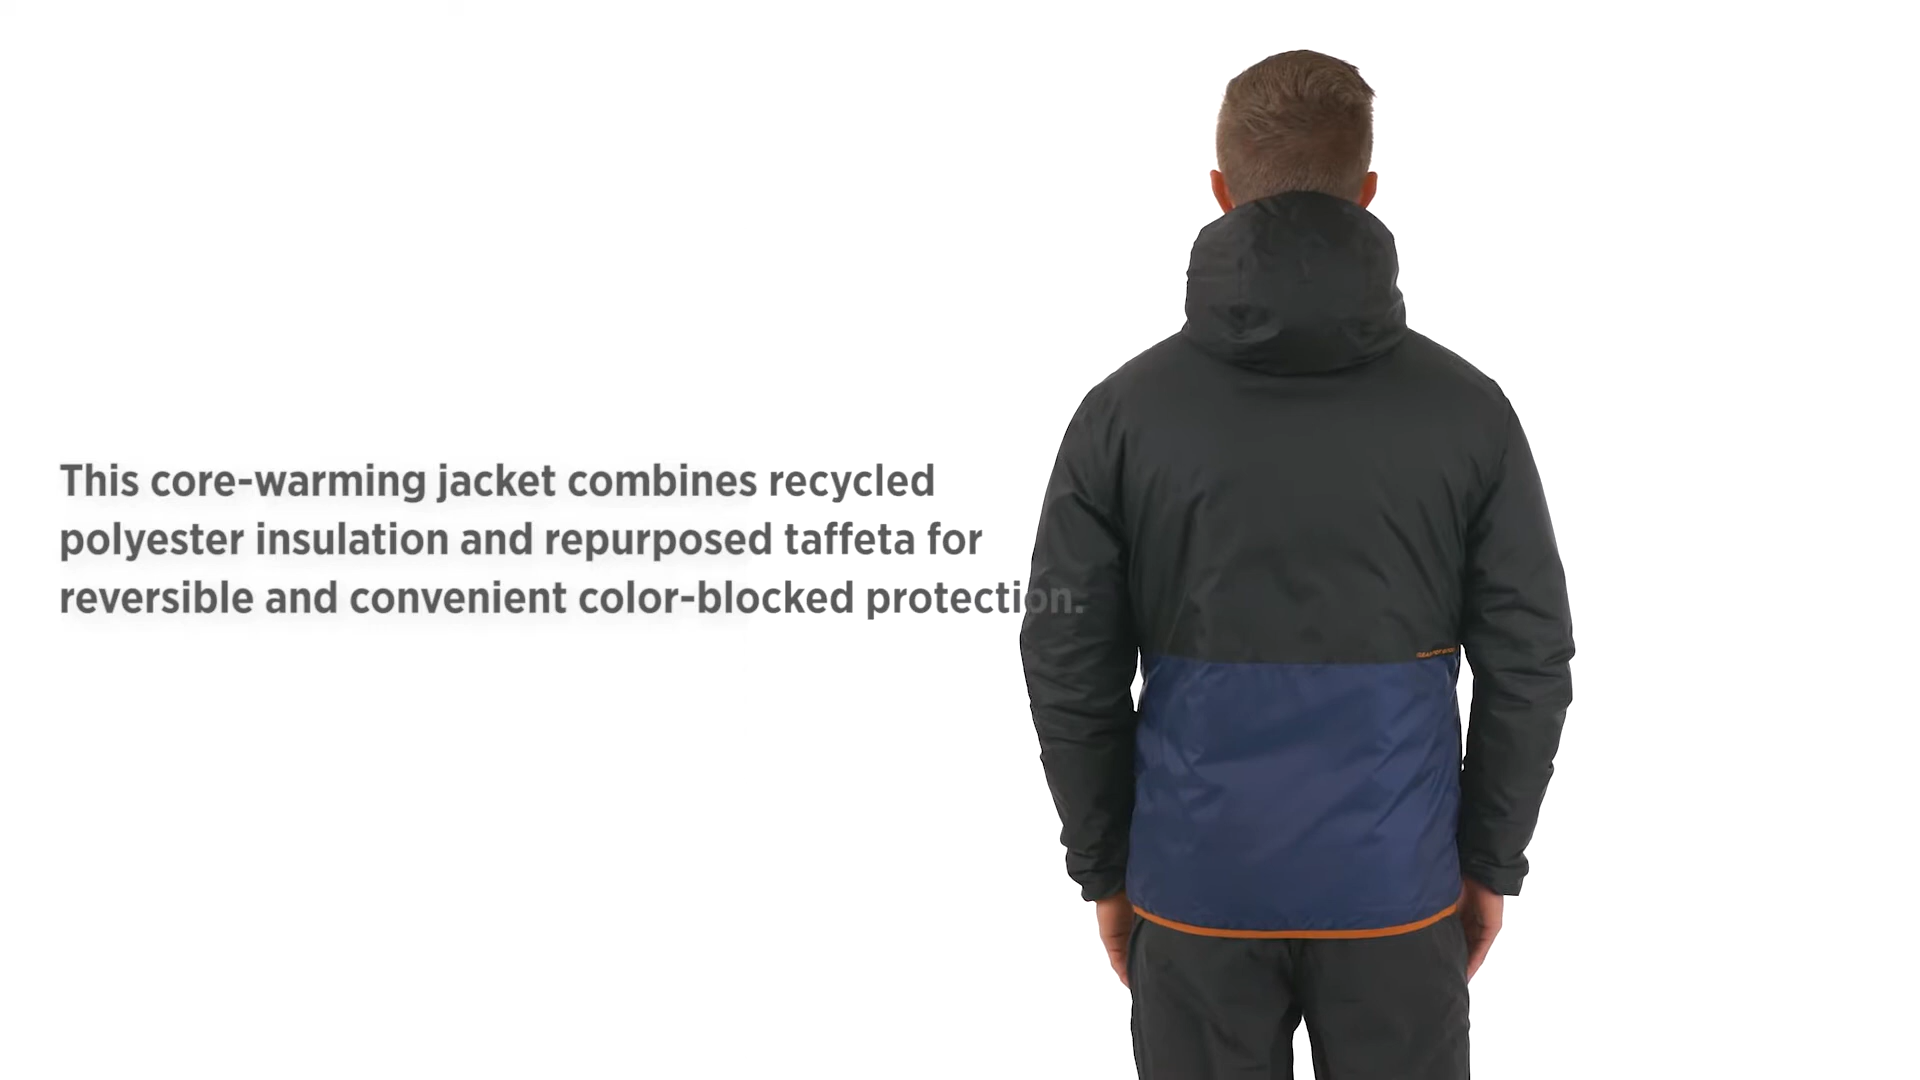 This core-warming jacket combines recycled
polyester insulation and repurposed taffeta for
reversible and convenient color-blocked protection.